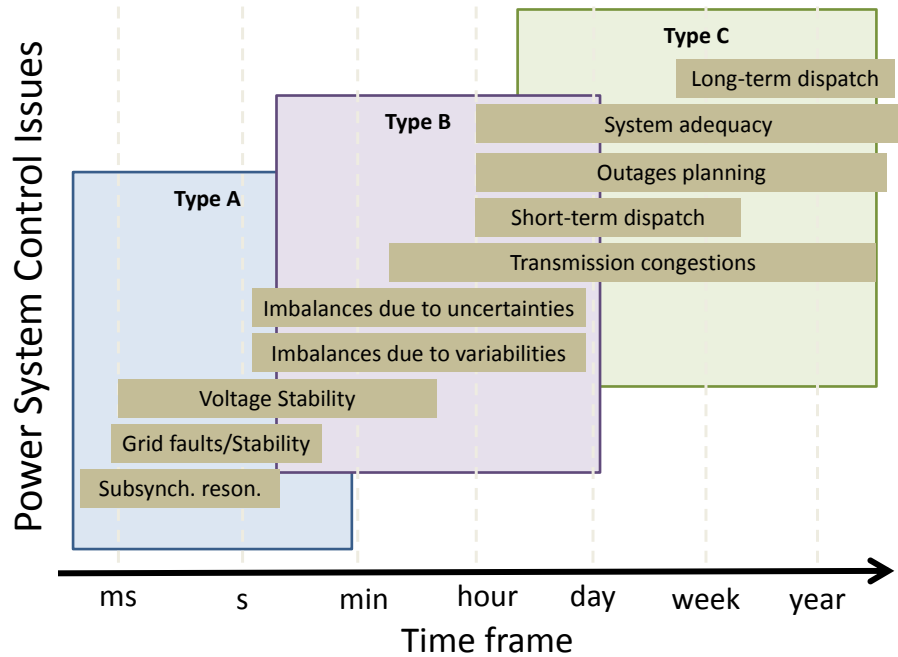 Power System Control Issues
Type C
Long-term dispatch
Type B
System adequacy
Outages planning
Type A
Short-term dispatch
Transmission congestions
Imbalances due to uncertainties
Imbalances due to variabilities
Voltage Stability
Grid faults/Stability
Subsynch. reson.
ms s min hour day week year
Time frame